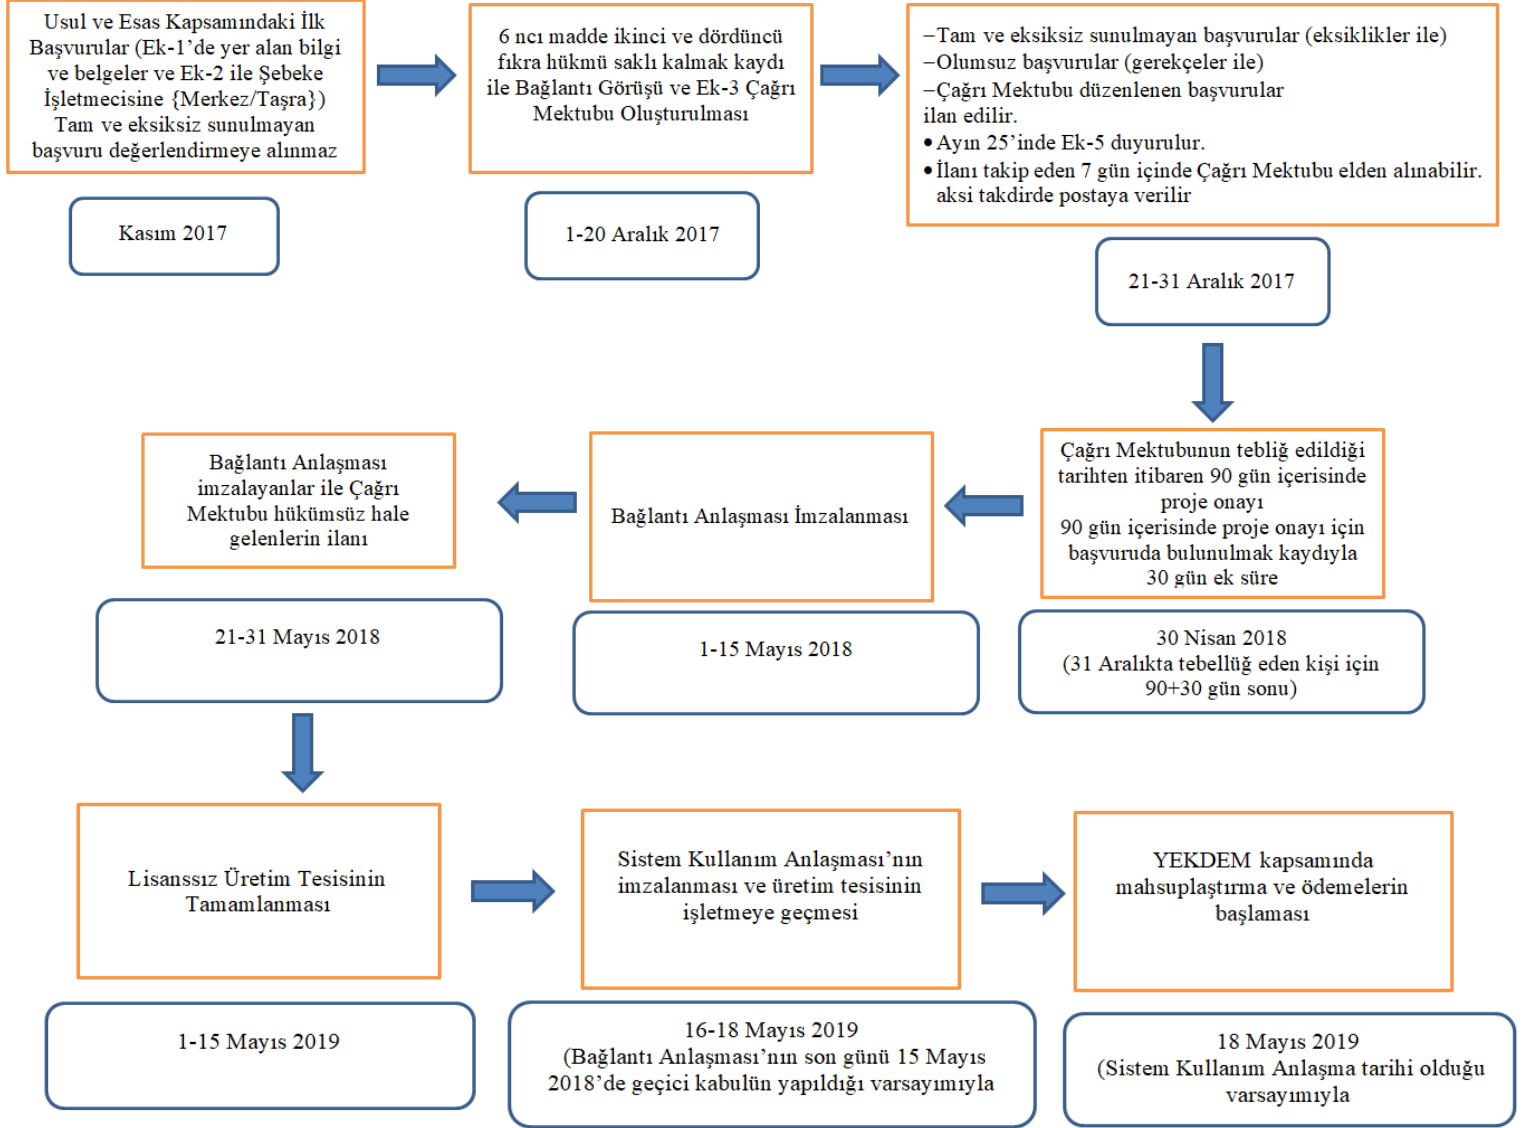 Usul ve Esas Kapsamındaki İlk
Başvurular (Ek-1’de yer alan bilgi
ve belgeler ve Ek-2 ile Şebeke
İşletmecisine {Merkez/Taşra})
Tam ve eksiksiz sunulmayan
başvuru değerlendirmeye alınmaz
Kasım 2017
6 ncı madde ikinci ve dördüncü
fıkra hükmü saklı kalmak kaydı
ile Bağlantı Görüşü ve Ek-3 Çağrı
Mektubu Oluşturulması
1-20 Aralık 2017
–Tam ve eksiksiz sunulmayan başvurular (eksiklikler ile)
–Olumsuz başvurular (gerekçeler ile)
–Çağrı Mektubu düzenlenen başvurular
ilan edilir.
•Ayın 25’inde Ek-5 duyurulur.
•İlanı takip eden 7 gün içinde Çağrı Mektubu elden alınabilir.
aksi takdirde postaya verilir
21-31 Aralık 2017
Çağrı Mektubunun tebliğ edildiği
tarihten itibaren 90 gün içerisinde
proje onayı
90 gün içerisinde proje onayı için
başvuruda bulunulmak kaydıyla
30 gün ek süre
30 Nisan 2018
(31 Aralıkta tebellüğ eden kişi için
90+30 gün sonu)
Bağlantı Anlaşması İmzalanması
1-15 Mayıs 2018
Bağlantı Anlaşması
imzalayanlar ile Çağrı
Mektubu hükümsüz hale
gelenlerin ilanı
21-31 Mayıs 2018
Lisanssız Üretim Tesisinin
Tamamlanması
1-15 Mayıs 2019
Sistem Kullanım Anlaşması’nın
imzalanması ve üretim tesisinin
işletmeye geçmesi
16-18 Mayıs 2019
(Bağlantı Anlaşması’nın son günü 15 Mayıs
2018’de geçici kabulün yapıldığı varsayımıyla
YEKDEM kapsamında
mahsuplaştırma ve ödemelerin
başlaması
18 Mayıs 2019
(Sistem Kullanım Anlaşma tarihi olduğu
varsayımıyla